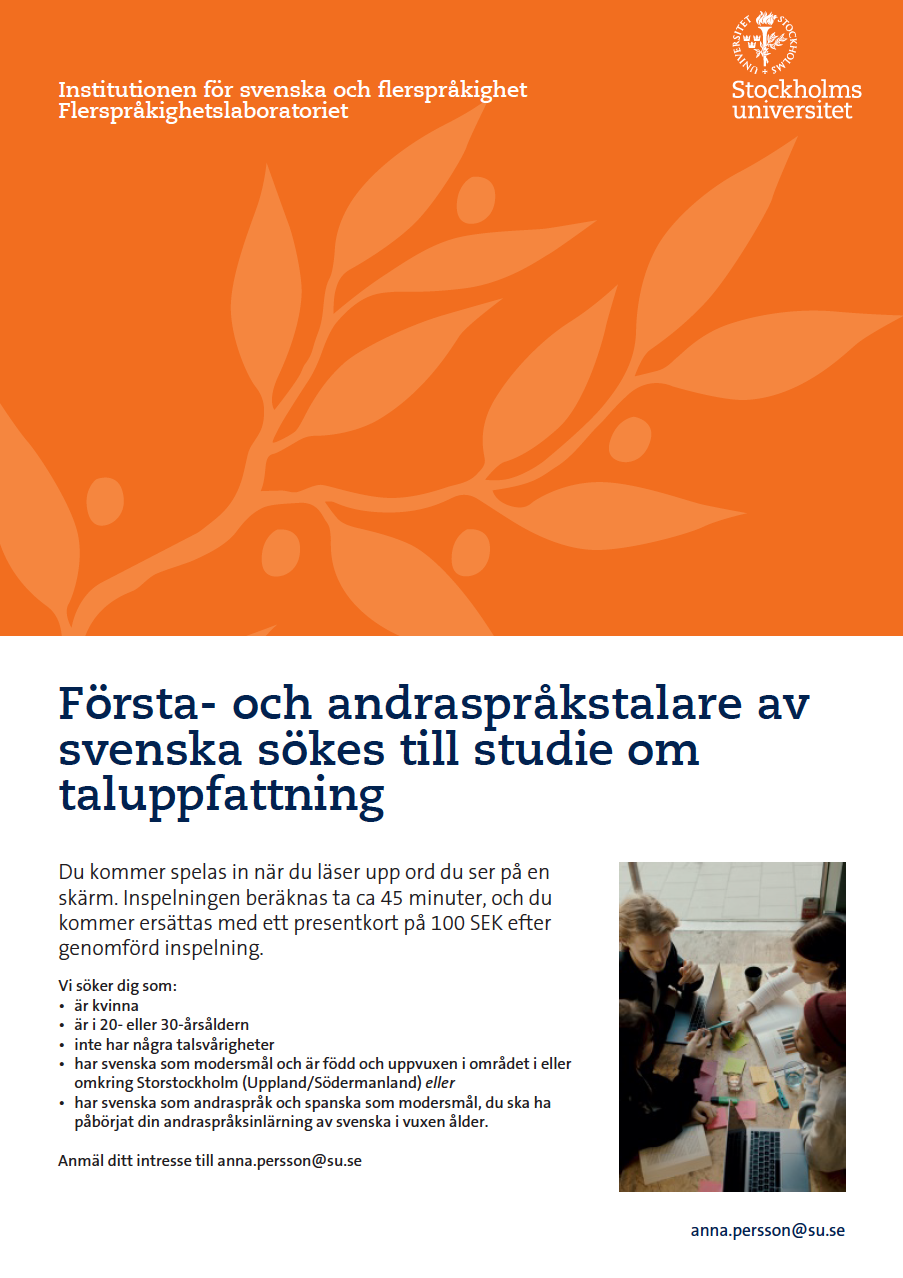 Institutionen för svenska och flerspråkighet
Flerspråkighetslaboratoriet
STOCKHOLMS UNIVERSITET
Stockholms
universitet
Första- och andraspråkstalare av
svenska sökes till studie om
taluppfattning
Du kommer spelas in när du läser upp ord du ser på en
skärm. Inspelningen beräknas ta ca 45 minuter, och du
kommer ersättas med ett presentkort på 100 SEK efter
genomförd inspelning.
Vi söker dig som:
• är kvinna
• är i 20- eller 30-årsåldern
• inte har några talsvårigheter
• har svenska som modersmål och är född och uppvuxen i området i eller
omkring Storstockholm (Uppland/Södermanland) eller
• har svenska som andraspråk och spanska som modersmål, du ska ha
påbörjat din andraspråksinlärning av svenska i vuxen ålder.
Anmäl ditt intresse till anna.persson@su.se
anna.persson@su.se